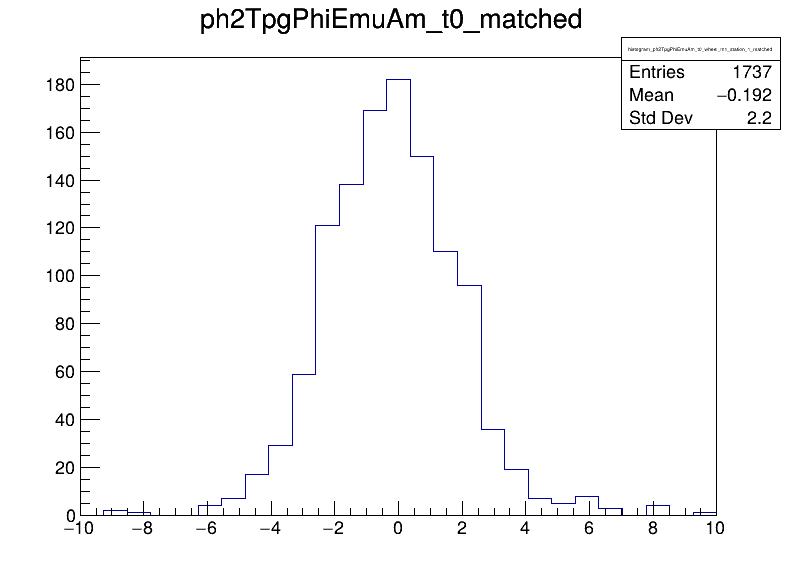 ph2TpgPhiEmuAm_t0_matched
histogram_ph2TpgPhiEmuAm_t0_wheel_m1_station_1_matched
Entries 1737
Mean −0.192
Std Dev 2.2
180
160
140
120
100
80
60
40
20
0
−10 −8 −6 −4 −2 0 2 4 6 8 10